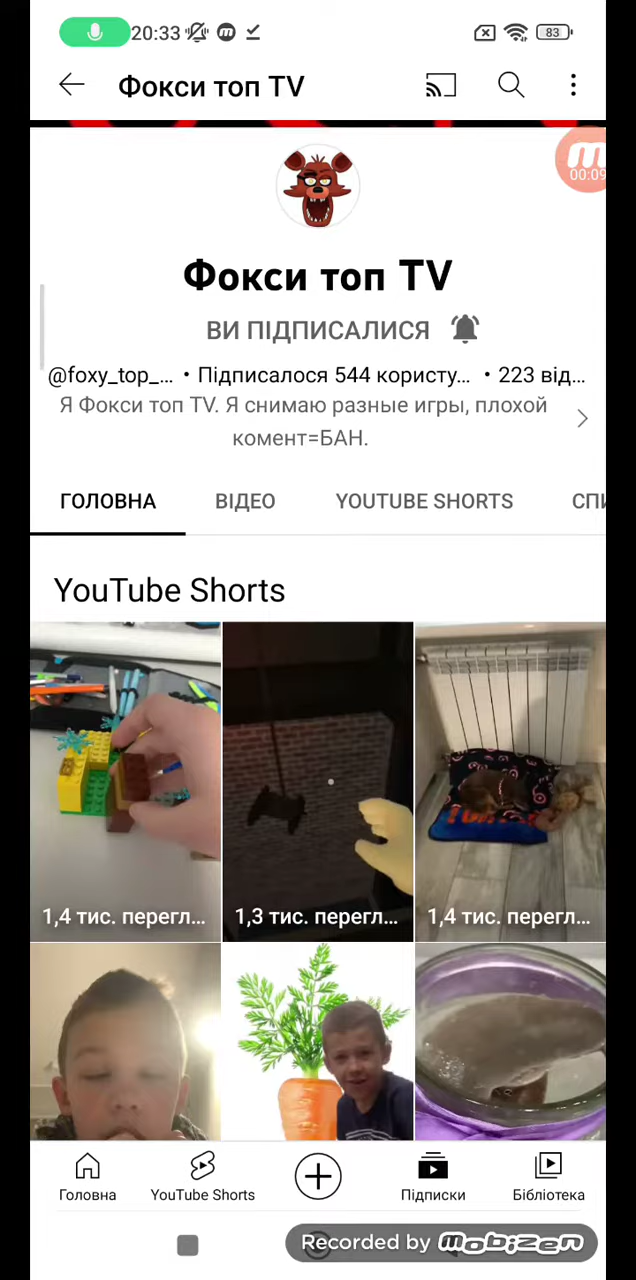 20:33
83
Фокси топ TV
00:09
Фокси топ TV
ВИ ПІДПИСАЛИСЯ
@foxy_top_... • Підписалося 544 користу... • 223 від...
Я Фокси топ TV. Я снимаю разные игры, плохой
комент=БАН.
ГОЛОВНА ВІДЕО YOUTUBE SHORTS СПИ
YouTube Shorts
1,4 тис. перегл... 1,3 тис. перегл... 1,4 тис. перегл...
Головна YouTube Shorts Підписки Бібліотека
Recorded by mobizen